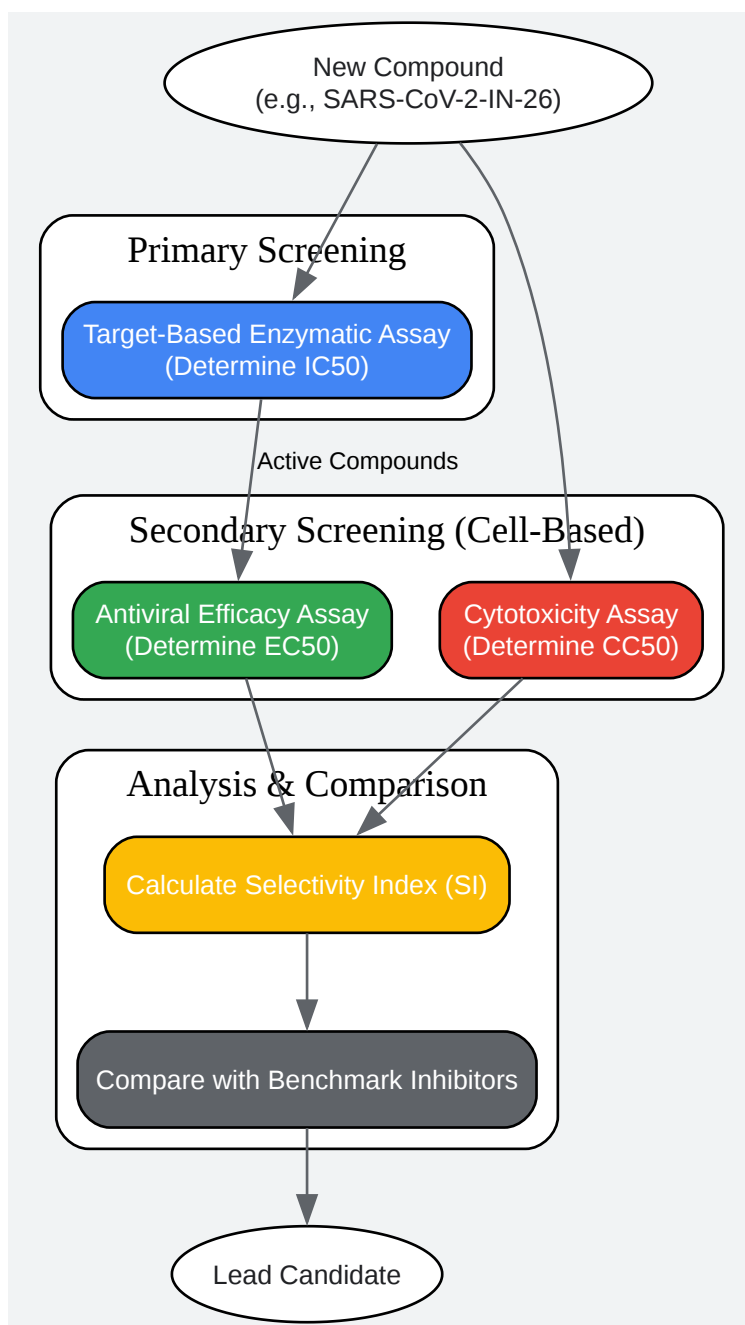 New Compound
(e.g., SARS-CoV-2-IN-26)
Primary Screening
Target-Based Enzymatic Assay
(Determine IC50)
Active Compounds
Secondary Screening (Cell-Based)
Antiviral Efficacy Assay
(Determine EC50)
Cytotoxicity Assay
(Determine CC50)
Analysis & Comparison
Calculate Selectivity Index (SI)
Compare with Benchmark Inhibitors
Lead Candidate